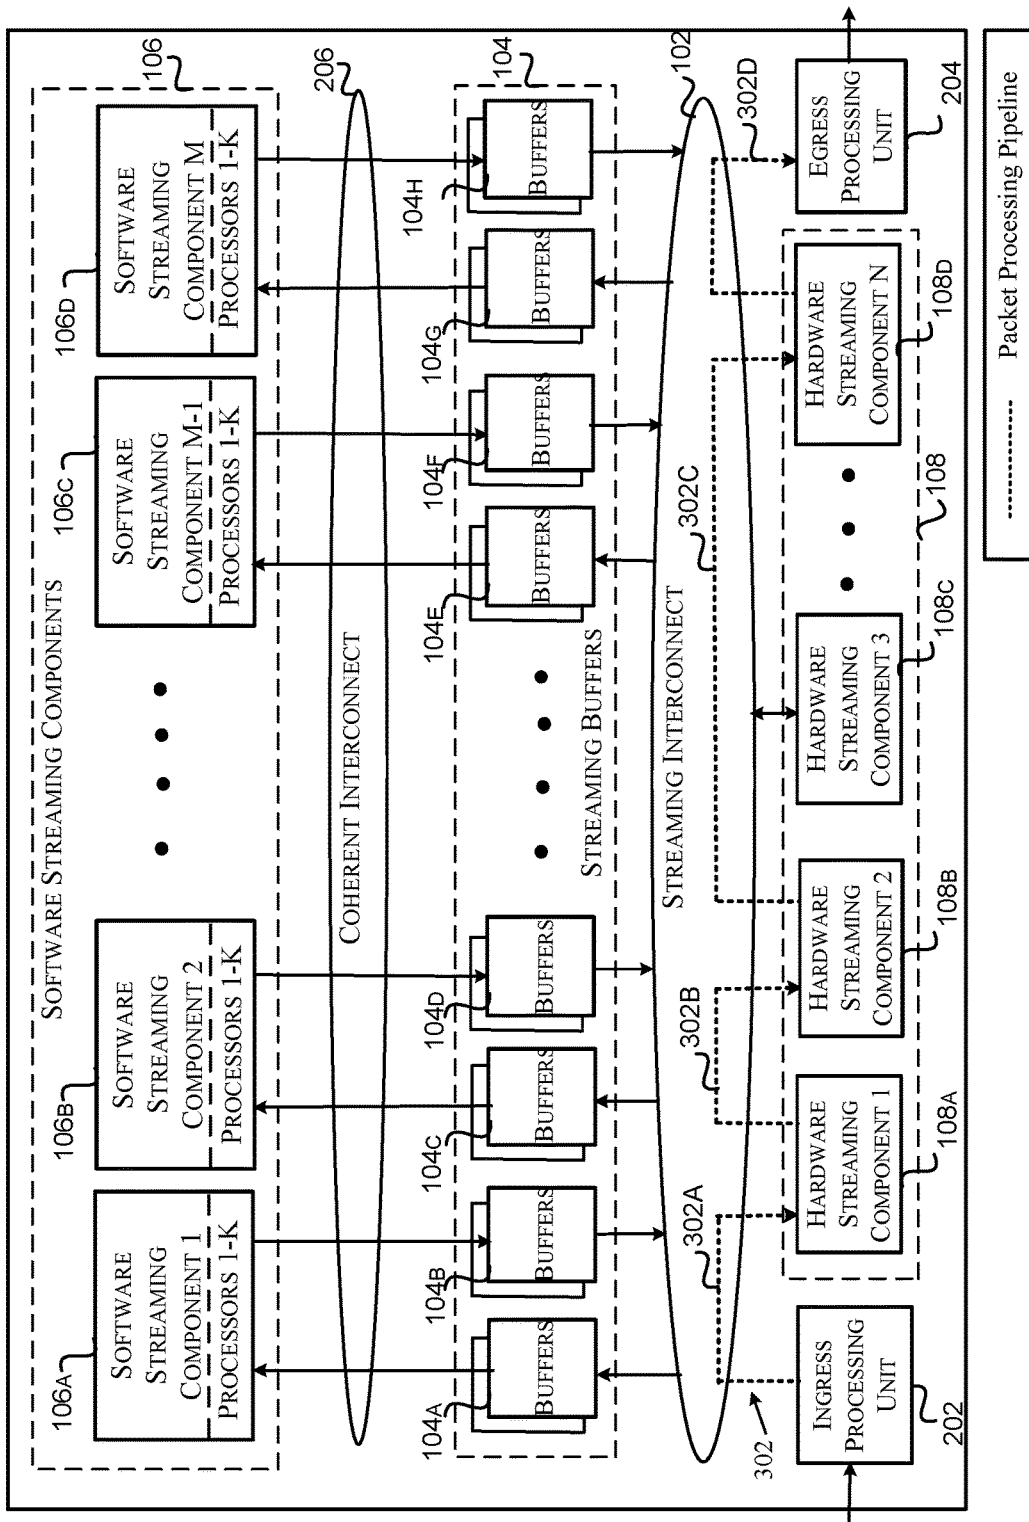 SOFTWARE STREAMING COMPONENTS
106
106A
SOFTWARE
STREAMING
COMPONENT 1
PROCESSORS 1-K
106B
SOFTWARE
STREAMING
COMPONENT 2
PROCESSORS 1-K
106C
SOFTWARE
STREAMING
COMPONENT M-1
PROCESSORS 1-K
106D
SOFTWARE
STREAMING
COMPONENT M
PROCESSORS 1-K
COHERENT INTERCONNECT
206
104
104A
BUFFERS
104B
BUFFERS
104C
BUFFERS
104D
BUFFERS
104E
BUFFERS
104F
BUFFERS
104G
BUFFERS
104H
BUFFERS
STREAMING BUFFERS
STREAMING INTERCONNECT
102
302
302A
302B
302C
302D
INGRESS
PROCESSING
UNIT
202
HARDWARE
STREAMING
COMPONENT 1
108A
HARDWARE
STREAMING
COMPONENT 2
108B
HARDWARE
STREAMING
COMPONENT 3
108C
HARDWARE
STREAMING
COMPONENT N
108D
108
EGRESS
PROCESSING
UNIT
204
Packet Processing Pipeline